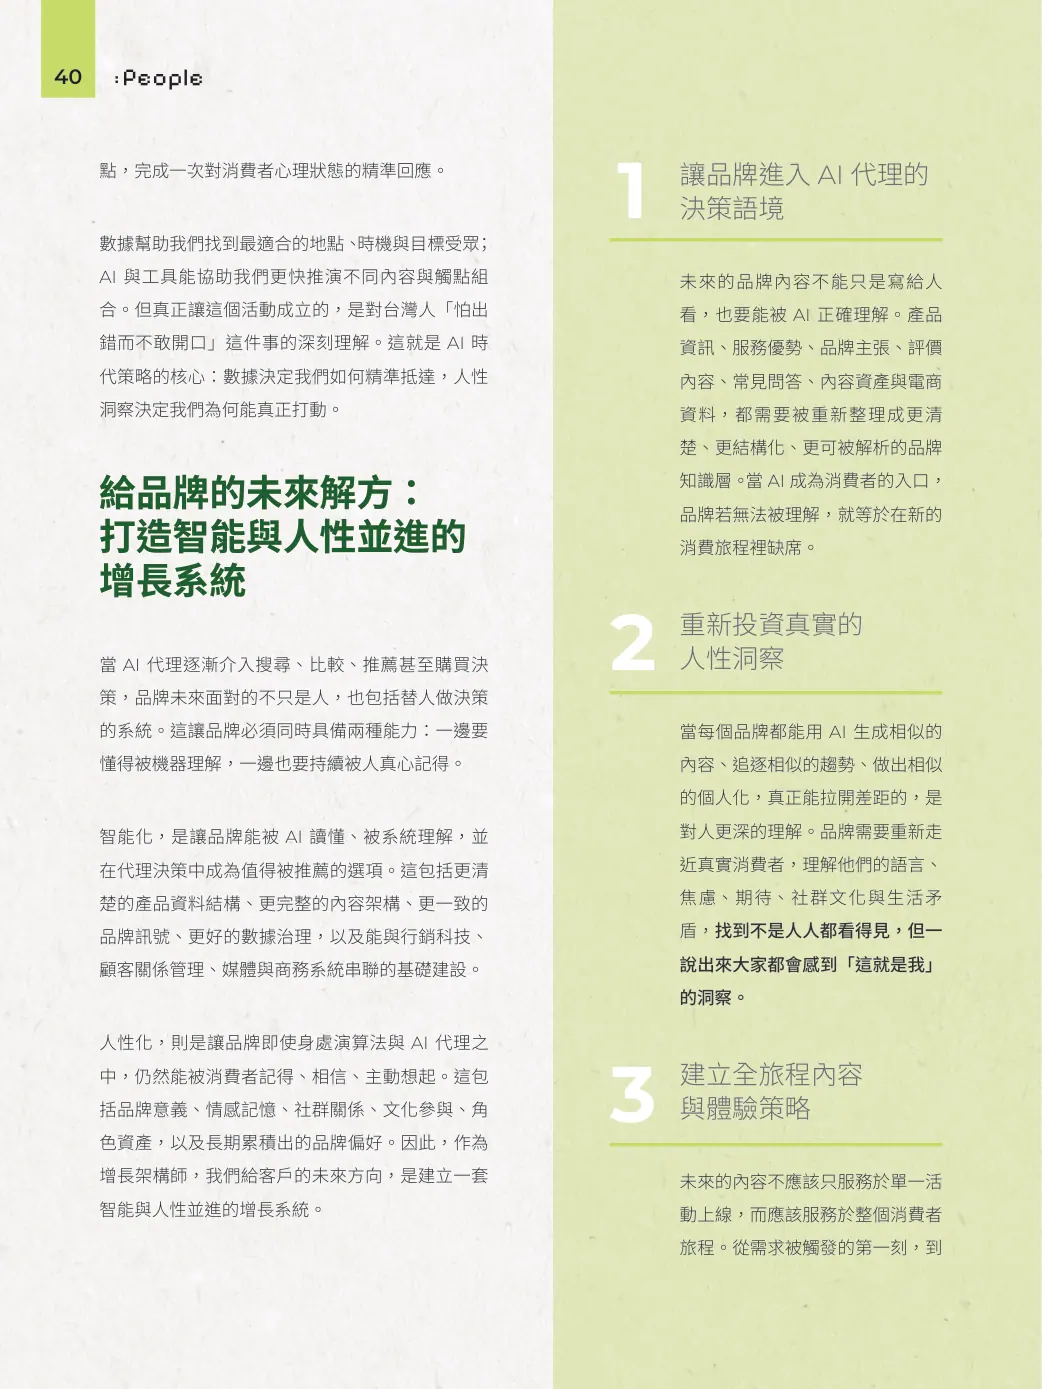 40
:People
點，完成一次對消費者心理狀態的精準回應。
數據幫助我們找到最適合的地點、時機與目標受眾；
AI 與工具能協助我們更快推演不同內容與觸點組
合。但真正讓這個活動成立的，是對台灣人「怕出
錯而不敢開口」這件事的深刻理解。這就是 AI 時
代策略的核心：數據決定我們如何精準抵達，人性
洞察決定我們為何能真正打動。
給品牌的未來解方：
打造智能與人性並進的
增長系統
當 AI 代理逐漸介入搜尋、比較、推薦甚至購買決
策，品牌未來面對的不只是人，也包括替人做決策
的系統。這讓品牌必須同時具備兩種能力：一邊要
懂得被機器理解，一邊也要持續被人真心記得。
智能化，是讓品牌能被 AI 讀懂、被系統理解，並
在代理決策中成為值得被推薦的選項。這包括更清
楚的產品資料結構、更完整的內容架構、更一致的
品牌訊號、更好的數據治理，以及能與行銷科技、
顧客關係管理、媒體與商務系統串聯的基礎建設。
人性化，則是讓品牌即使身處演算法與 AI 代理之
中，仍然能被消費者記得、相信、主動想起。這包
括品牌意義、情感記憶、社群關係、文化參與、角
色資產，以及長期累積出的品牌偏好。因此，作為
增長架構師，我們給客戶的未來方向，是建立一套
智能與人性並進的增長系統。
1
讓品牌進入 AI 代理的
決策語境
未來的品牌內容不能只是寫給人
看，也要能被 AI 正確理解。產品
資訊、服務優勢、品牌主張、評價
內容、常見問答、內容資產與電商
資料，都需要被重新整理成更清
楚、更結構化、更可被解析的品牌
知識層。當 AI 成為消費者的入口，
品牌若無法被理解，就等於在新的
消費旅程裡缺席。
2
重新投資真實的
人性洞察
當每個品牌都能用 AI 生成相似的
內容、追逐相似的趨勢、做出相似
的個人化，真正能拉開差距的，是
對人更深的理解。品牌需要重新走
近真實消費者，理解他們的語言、
焦慮、期待、社群文化與生活矛
盾，找到不是人人都看得見，但一
說出來大家都會感到「這就是我」
的洞察。
3
建立全旅程內容
與體驗策略
未來的內容不應該只服務於單一活
動上線，而應該服務於整個消費者
旅程。從需求被觸發的第一刻，到